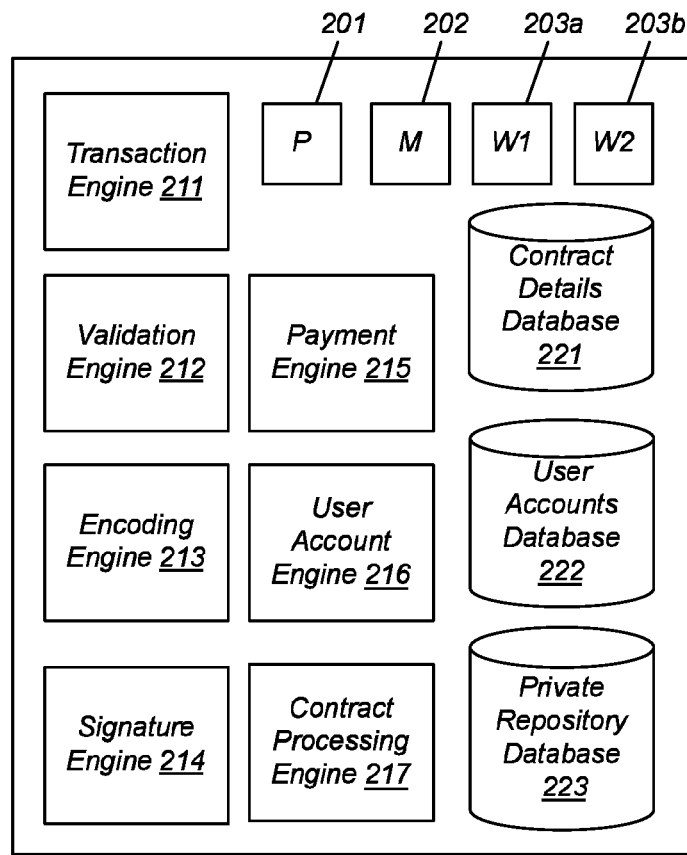 201 202 203a 203b
P M W1 W2
Transaction
Engine 211
Contract
Details
Database
221
Validation
Engine 212
Payment
Engine 215
User
Accounts
Database
222
Encoding
Engine 213
User
Account
Engine 216
Private
Repository
Database
223
Signature
Engine 214
Contract
Processing
Engine 217